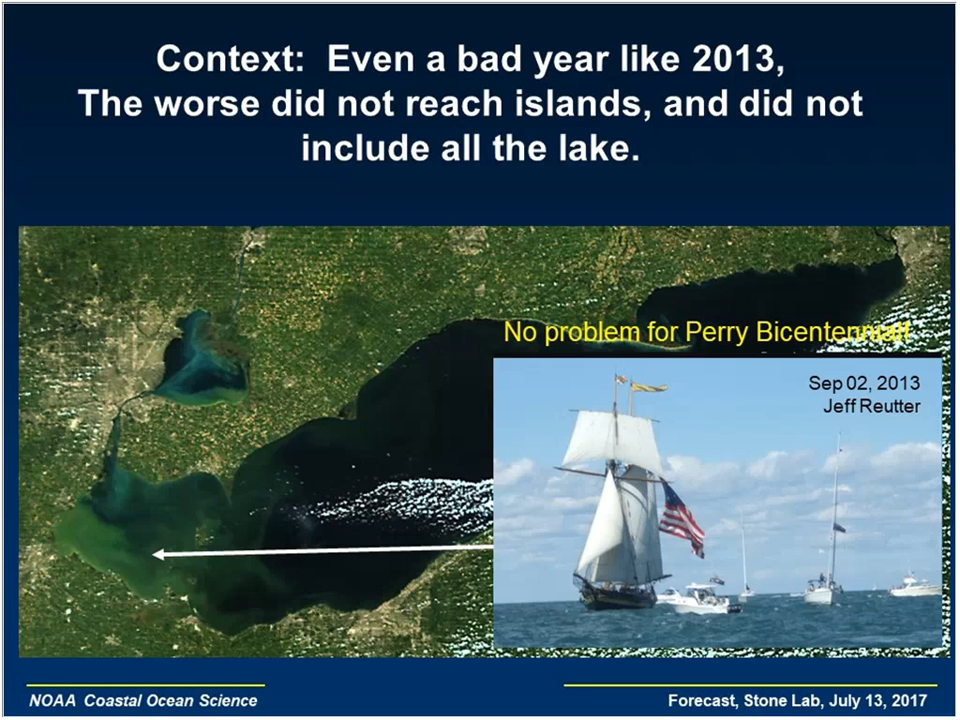 Context:  Even a bad year like 2013,
The worse did not reach islands, and did not
include all the lake.
No problem for Perry Bicentennial!
Sep 02, 2013
Jeff Reutter
NOAA Coastal Ocean Science
Forecast, Stone Lab, July 13, 2017